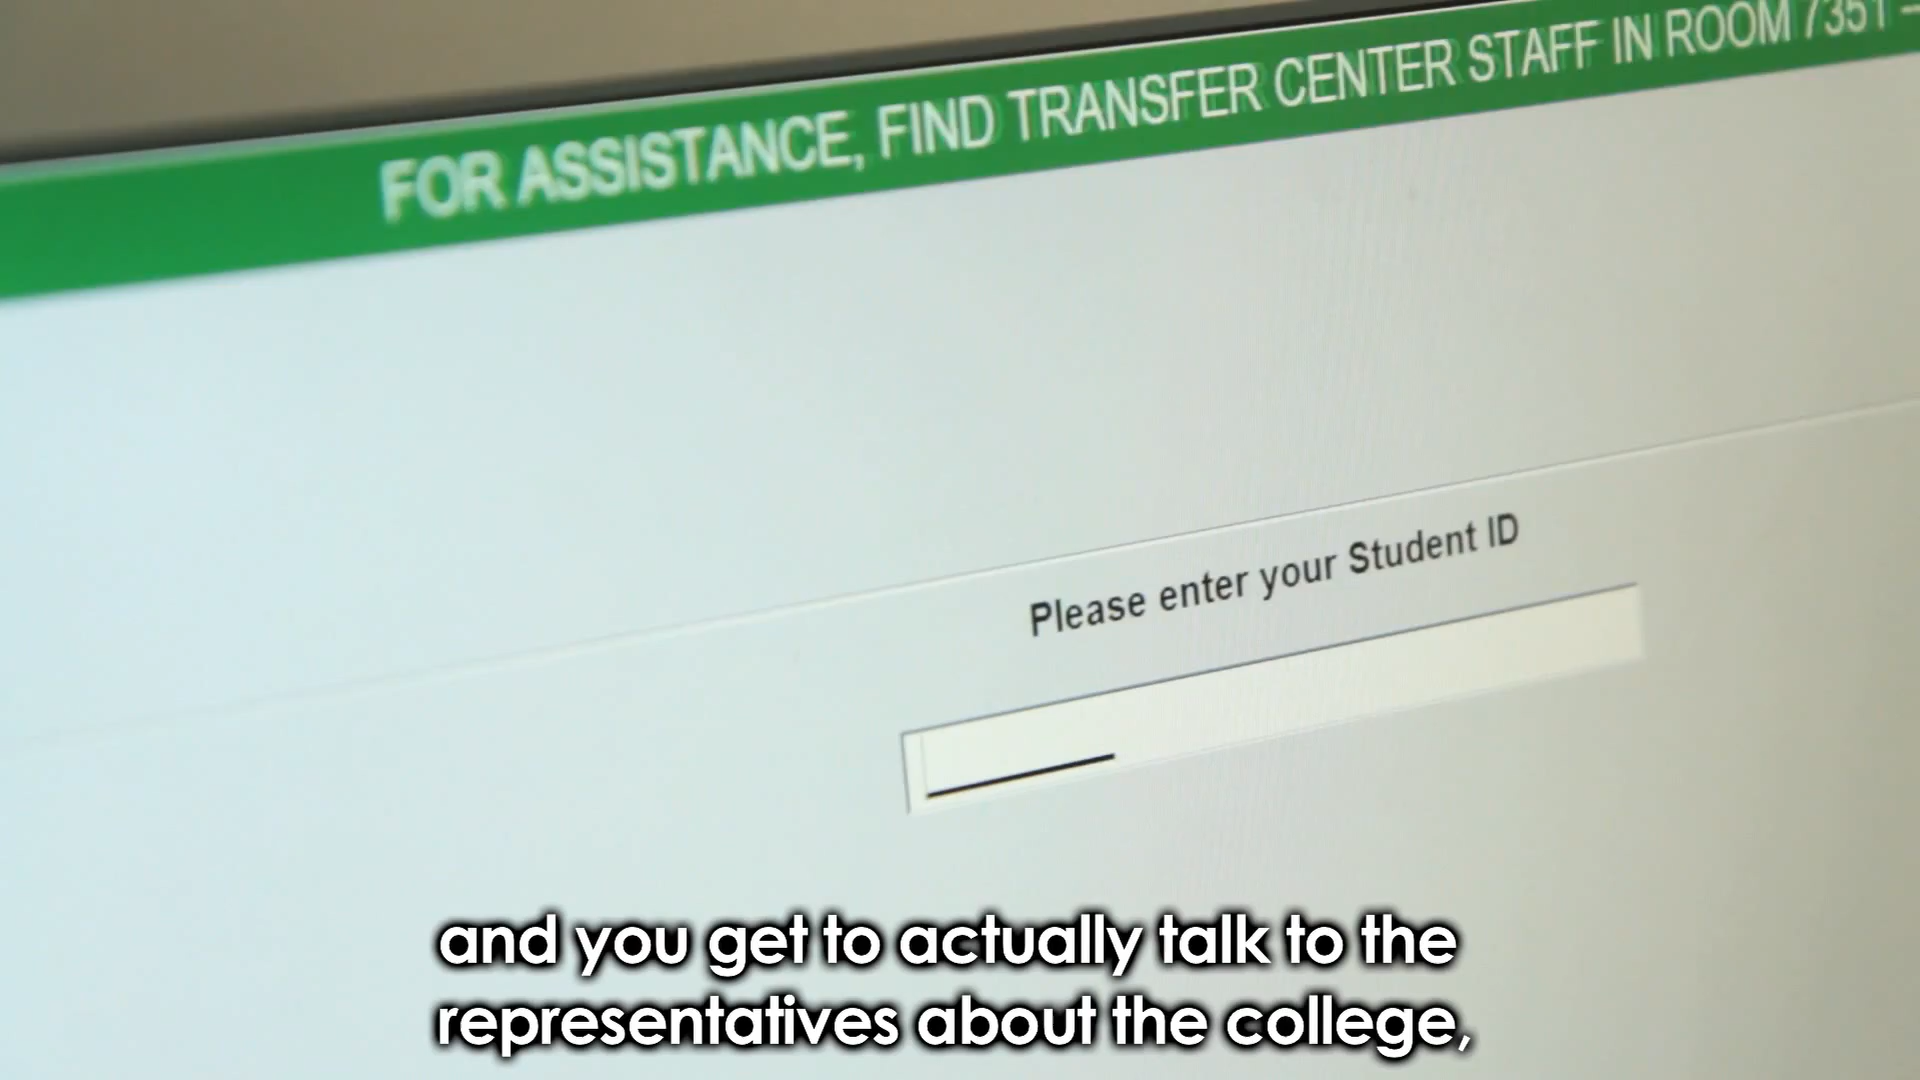 FOR ASSISTANCE, FIND TRANSFER CENTER STAFF IN ROOM 7351 –
Please enter your Student ID
and you get to actually talk to the
representatives about the college,